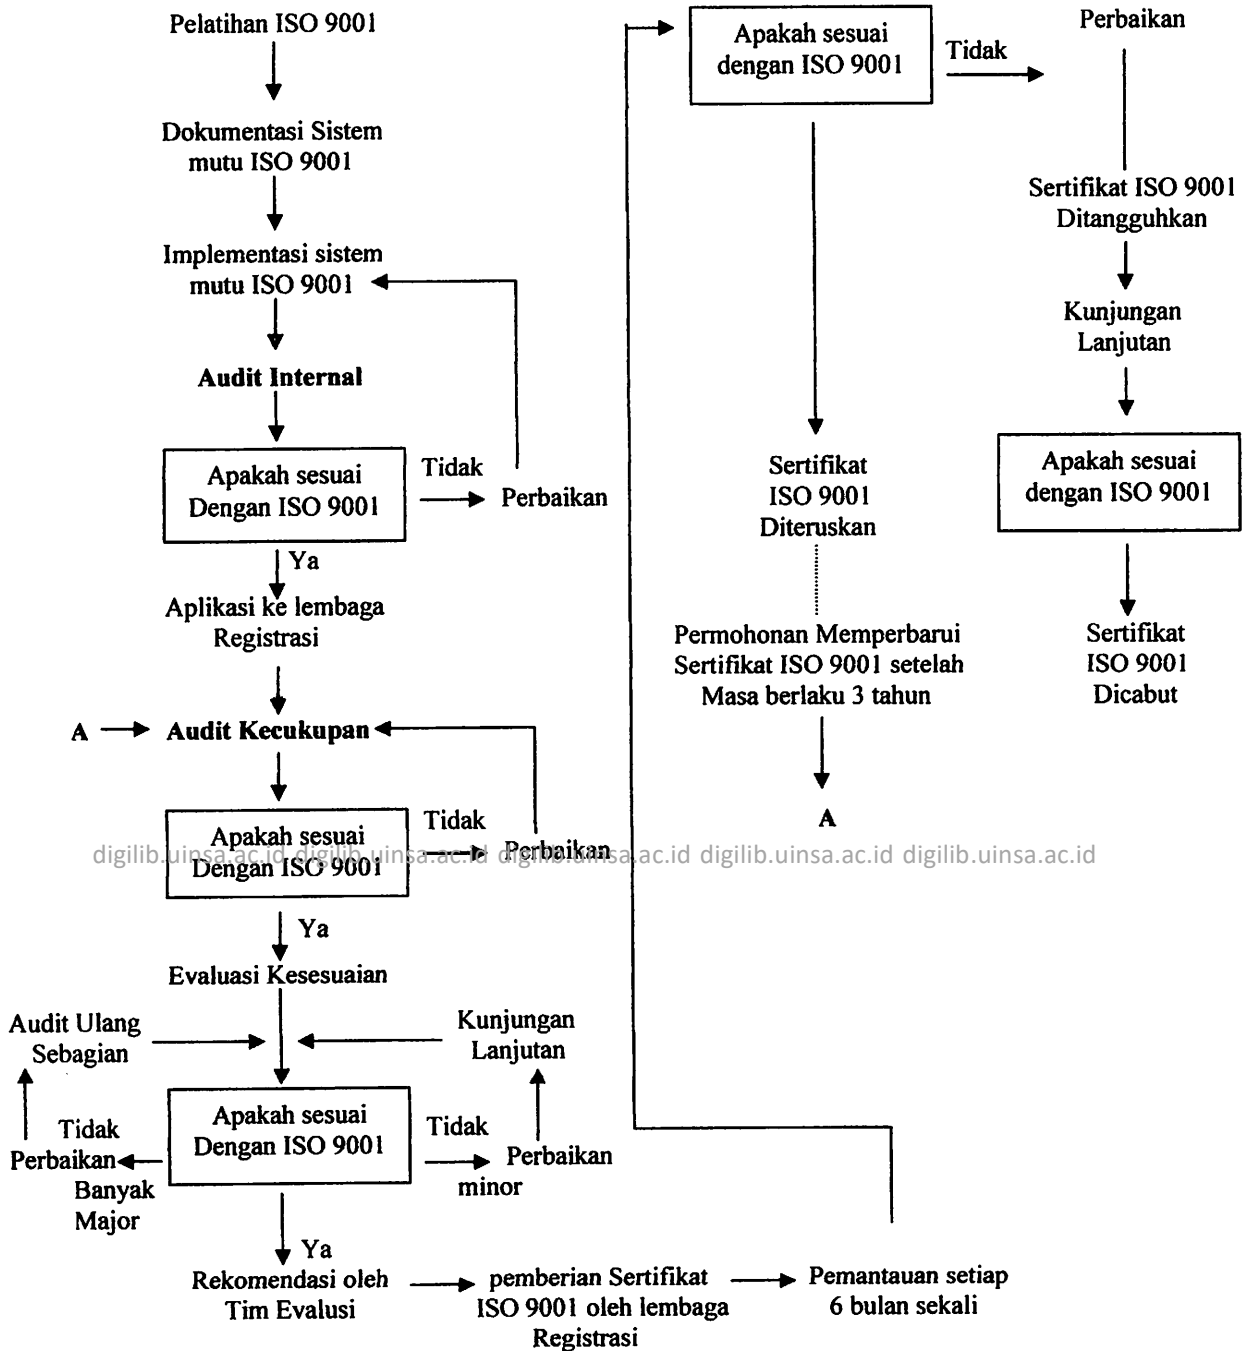 Pelatihan ISO 9001
Dokumentasi Sistem
mutu ISO 9001
Implementasi sistem
mutu ISO 9001
Audit Internal
Apakah sesuai
Dengan ISO 9001
Tidak
Perbaikan
Ya
Aplikasi ke lembaga
Registrasi
A
Audit Kecukupan
Apakah sesuai
Dengan ISO 9001
Tidak
Perbaikan
digilib.uinsa.ac.id digilib.uinsa.ac.id digilib.uinsa.ac.id digilib.uinsa.ac.id digilib.uinsa.ac.id
Ya
Evaluasi Kesesuaian
Audit Ulang
Sebagian
Kunjungan
Lanjutan
Apakah sesuai
Dengan ISO 9001
Tidak
Perbaikan
Banyak
Major
Tidak
Perbaikan
minor
Ya
Rekomendasi oleh
Tim Evalusi
pemberian Sertifikat
ISO 9001 oleh lembaga
Registrasi
Pemantauan setiap
6 bulan sekali
Apakah sesuai
dengan ISO 9001
Tidak
Perbaikan
Sertifikat ISO 9001
Ditangguhkan
Kunjungan
Lanjutan
Apakah sesuai
dengan ISO 9001
Sertifikat
ISO 9001
Dicabut
Sertifikat
ISO 9001
Diteruskan
Permohonan Memperbarui
Sertifikat ISO 9001 setelah
Masa berlaku 3 tahun
A